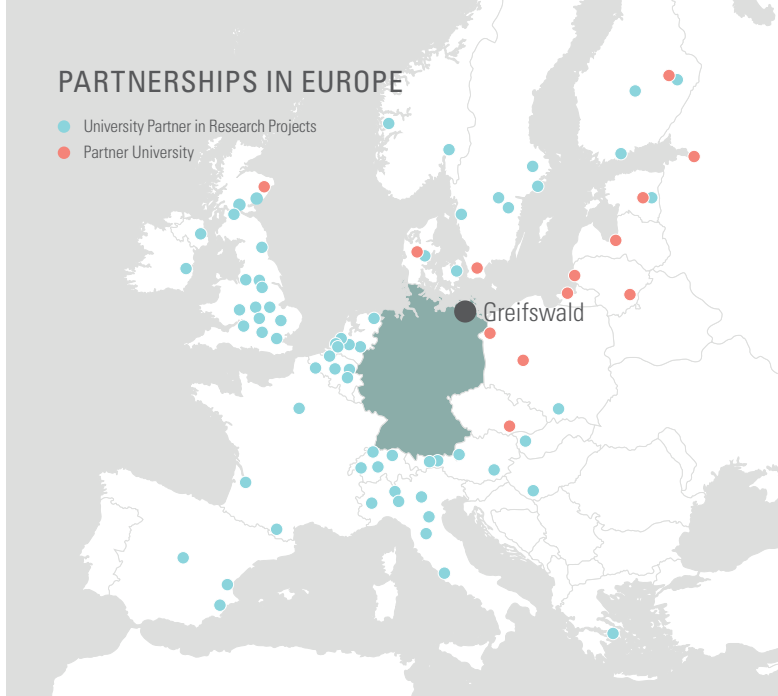 PARTNERSHIPS IN EUROPE
University Partner in Research Projects
Partner University
Greifswald